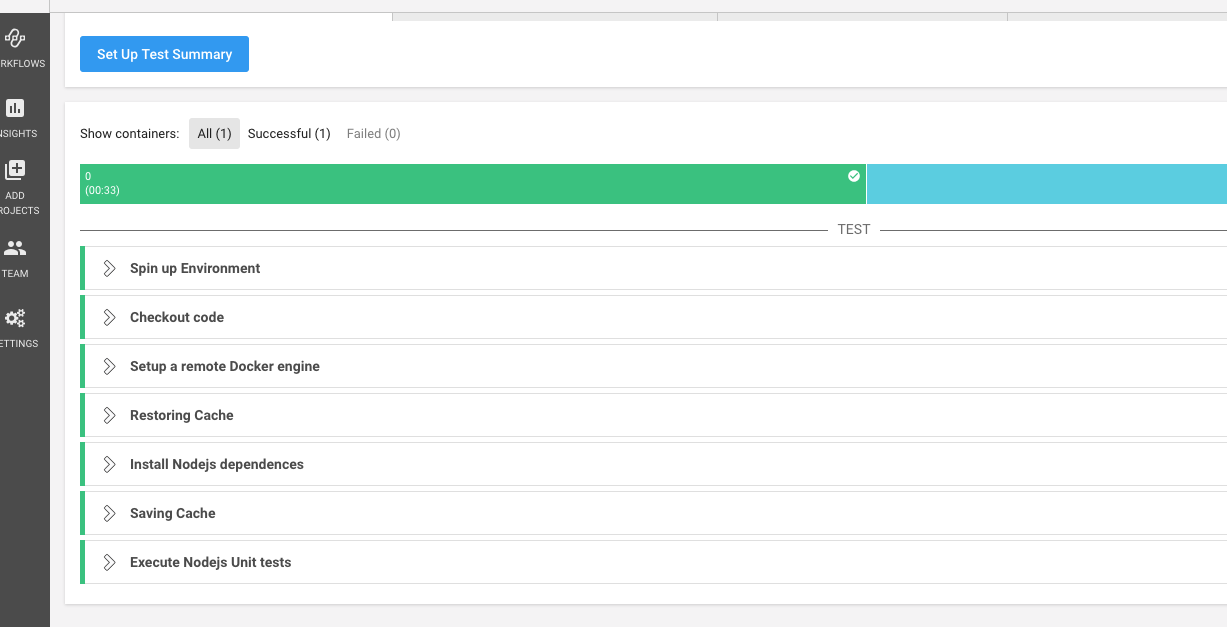 Set Up Test Summary
RKFLOWS
NSIGHTS
ADD
ROJECTS
TEAM
ETTINGS
Show containers: All (1) Successful (1) Failed (0)
0
(00:33)
TEST
Spin up Environment
Checkout code
Setup a remote Docker engine
Restoring Cache
Install Nodejs dependences
Saving Cache
Execute Nodejs Unit tests